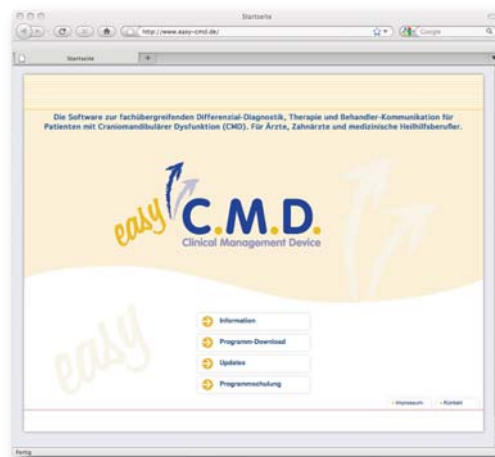 Startseite
http://www.easy-cmd.de/
Google
Startseite
+
Die Software zur fachübergreifenden Differenzial-Diagnostik, Therapie und Behandler-Kommunikation für
Patienten mit Craniomandibulärer Dysfunktion (CMD). Für Ärzte, Zahnärzte und medizinische Heilhilfsberufler.
easy
C.M.D.
Clinical Management Device
easy
Information
Programm-Download
Updates
Programmschulung
Impressum
Kontakt
Fertig